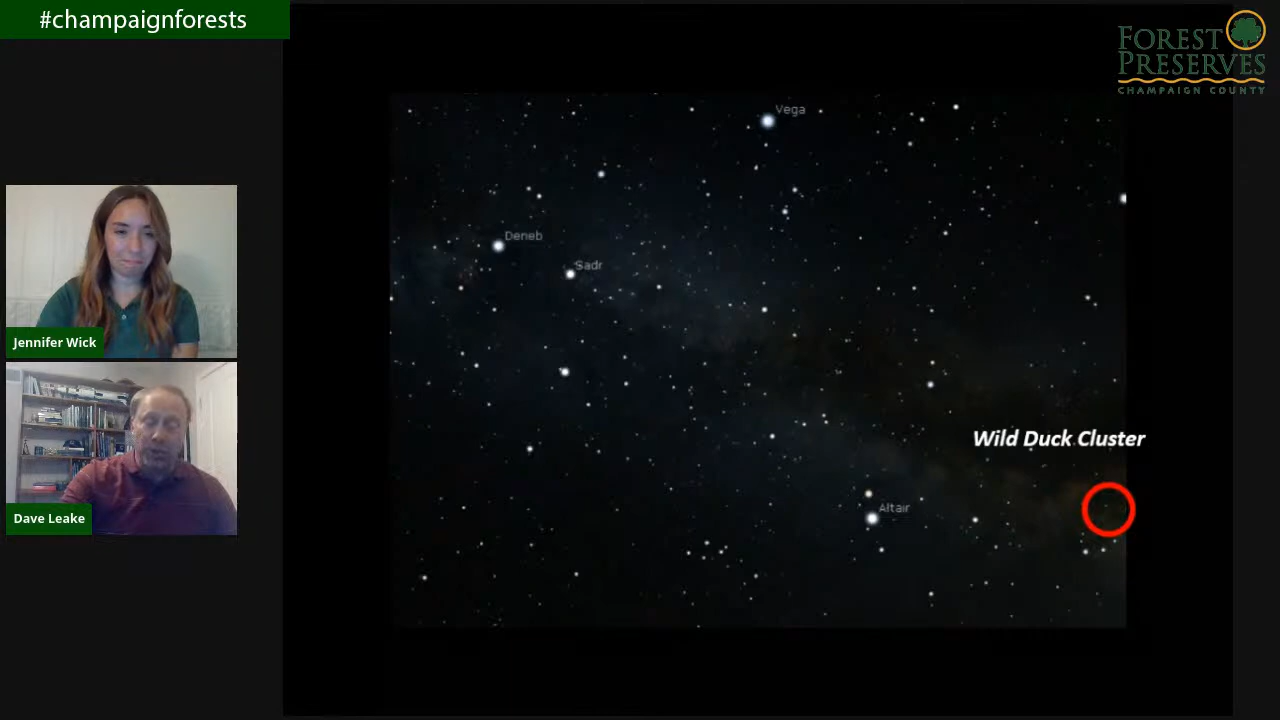 #champaignforests
FOREST
PRESERVES
CHAMPAIGN COUNTY
Vega
Deneb
Sadr
Jennifer Wick
Wild Duck Cluster
Altair
Dave Leake